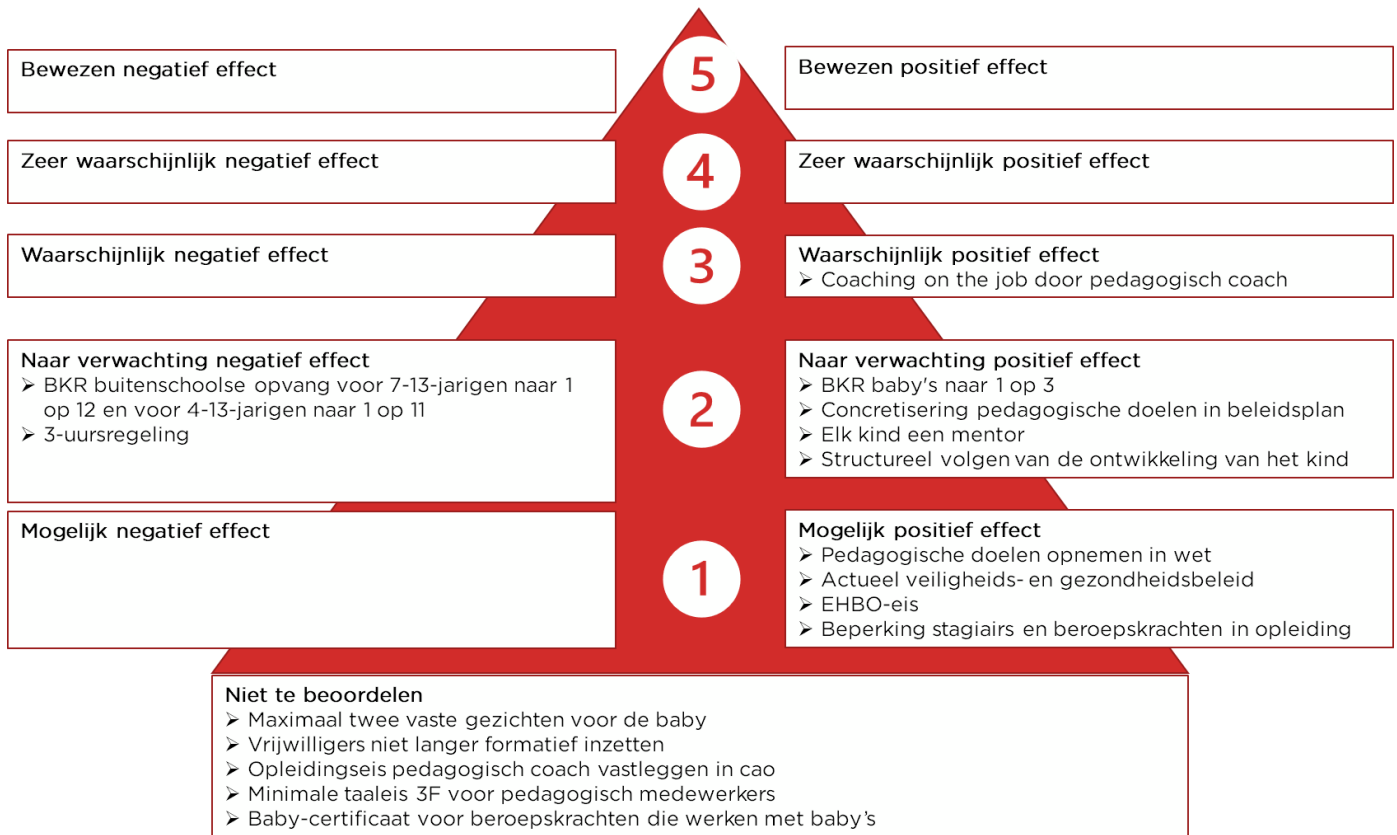 Bewezen negatief effect
5
Bewezen positief effect
Zeer waarschijnlijk negatief effect
4
Zeer waarschijnlijk positief effect
Waarschijnlijk negatief effect
3
Waarschijnlijk positief effect
➢ Coaching on the job door pedagogisch coach
Naar verwachting negatief effect
➢ BKR buitenschoolse opvang voor 7-13-jarigen naar 1
op 12 en voor 4-13-jarigen naar 1 op 11
➢ 3-uursregeling
2
Naar verwachting positief effect
➢ BKR baby's naar 1 op 3
➢ Concretisering pedagogische doelen in beleidsplan
➢ Elk kind een mentor
➢ Structureel volgen van de ontwikkeling van het kind
Mogelijk negatief effect
1
Mogelijk positief effect
➢ Pedagogische doelen opnemen in wet
➢ Actueel veiligheids- en gezondheidsbeleid
➢ EHBO-eis
➢ Beperking stagiairs en beroepskrachten in opleiding
Niet te beoordelen
➢ Maximaal twee vaste gezichten voor de baby
➢ Vrijwilligers niet langer formatief inzetten
➢ Opleidingseis pedagogisch coach vastleggen in cao
➢ Minimale taaleis 3F voor pedagogisch medewerkers
➢ Baby-certificaat voor beroepskrachten die werken met baby’s